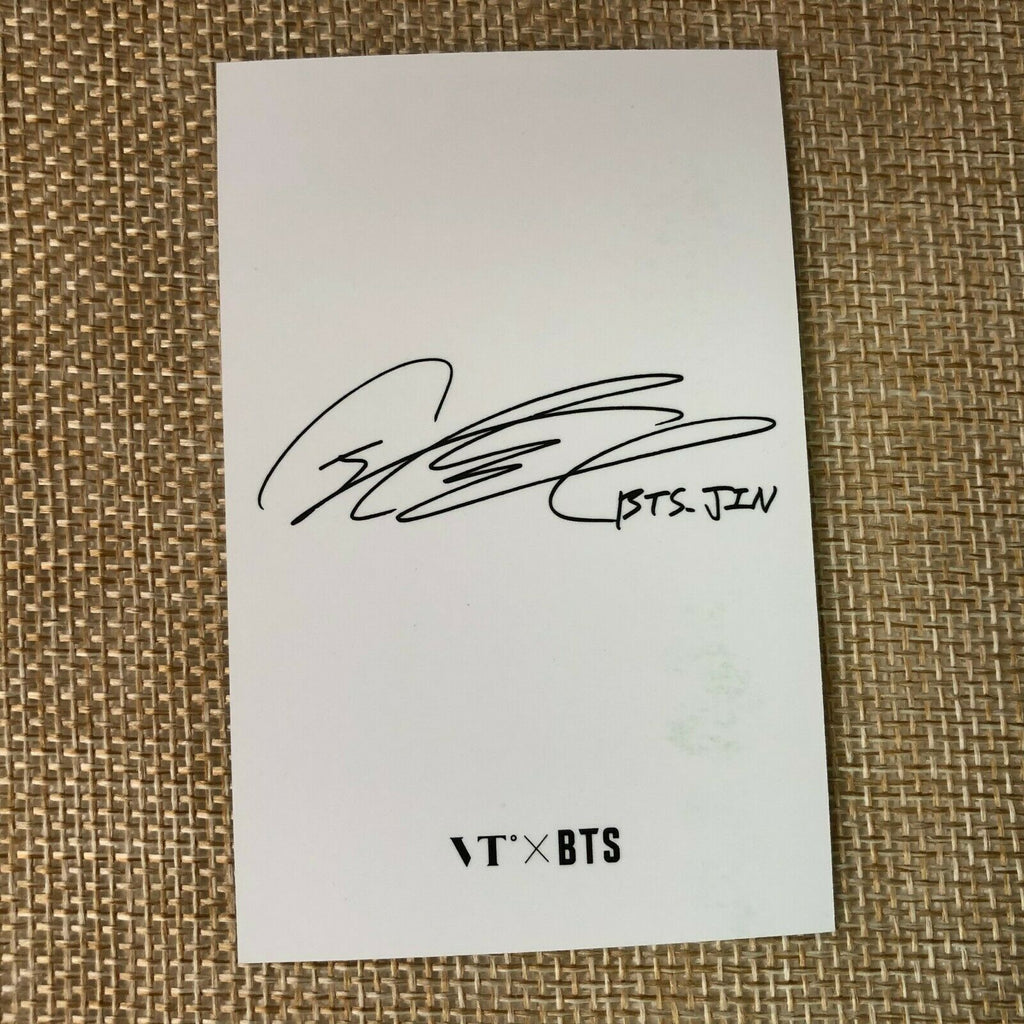 BTS. JIN
VT° × BTS